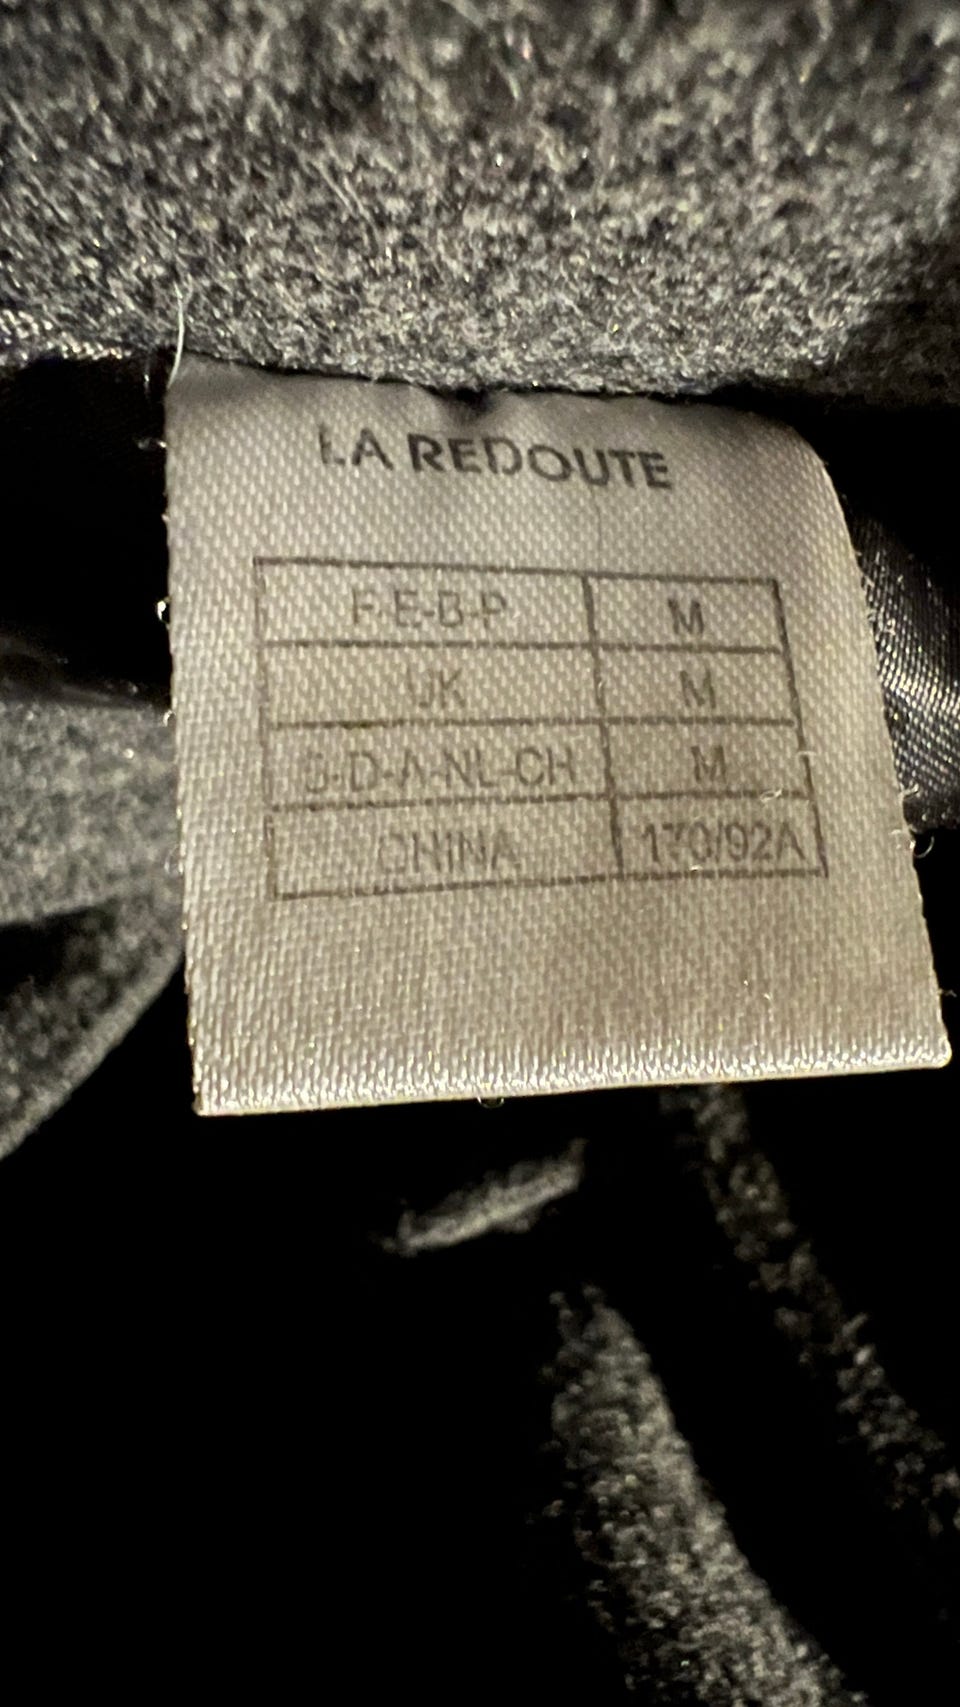 LA REDOUTE
F-E-B-P M
UK M
S-D-A-NL-CH M
CHINA 170/92A